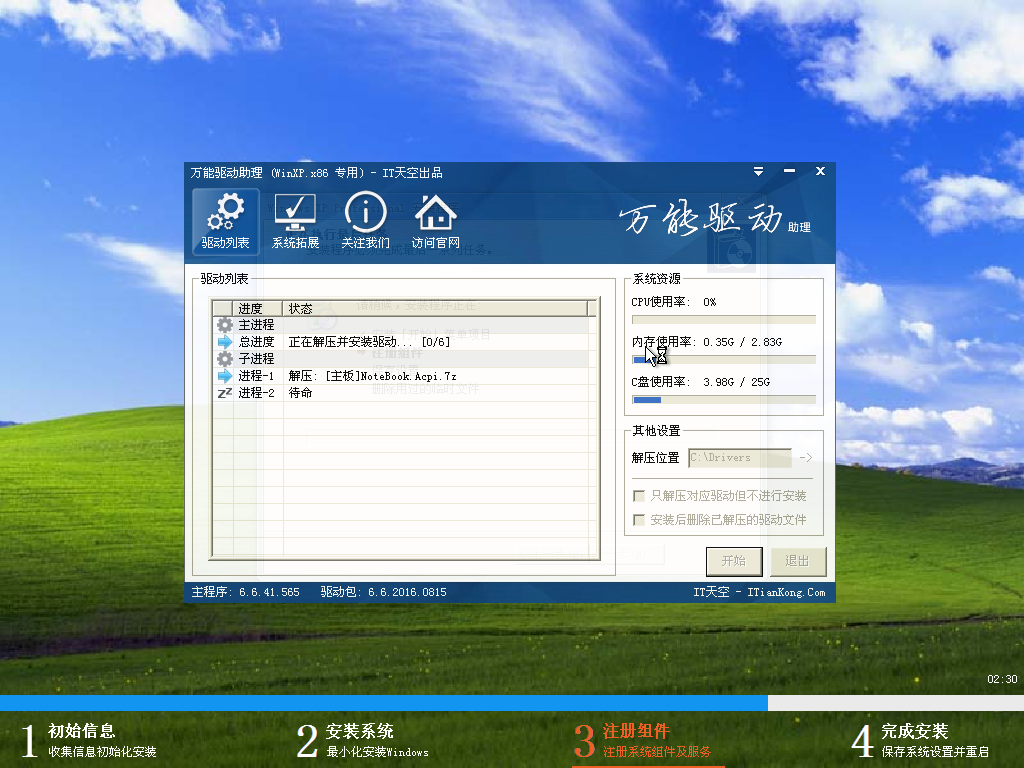 万能驱动助理 (WinXP.x86 专用) - IT天空出品
驱动列表
系统拓展
关注我们
访问官网
万能驱动 助理
驱动列表
进度 状态
主进程
总进度 正在解压并安装驱动... [0/6]
子进程
进程-1 解压: [主板]NoteBook.Acpi.7z
进程-2 待命
系统资源
CPU使用率: 0%
内存使用率: 0.35G / 2.83G
C盘使用率: 3.98G / 25G
其他设置
解压位置 C:\Drivers ->
只解压对应驱动但不进行安装
安装后删除已解压的驱动文件
开始 退出
主程序: 6.6.41.565 驱动包: 6.6.2016.0815 IT天空 - ITianKong.Com
02:30
1 初始信息
收集信息初始化安装
2 安装系统
最小化安装Windows
3 注册组件
注册系统组件及服务
4 完成安装
保存系统设置并重启